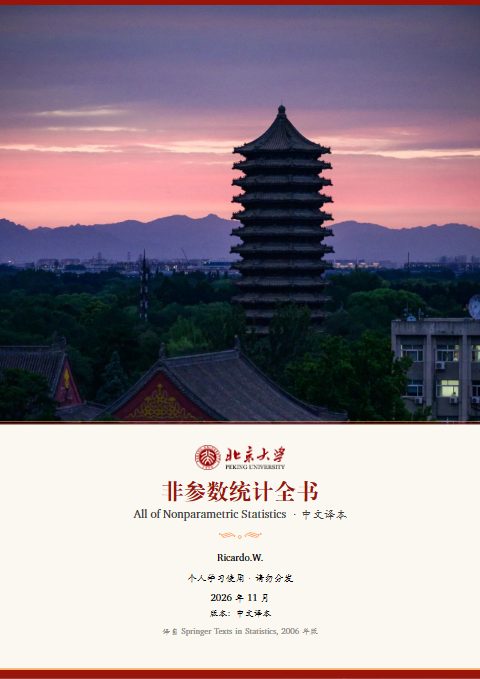 北京大学
PEKING UNIVERSITY
非参数统计全书
All of Nonparametric Statistics · 中文译本
Ricardo.W.
个人学习使用 · 请勿分发
2026 年 11 月
版本：中文译本
译自 Springer Texts in Statistics, 2006 年版